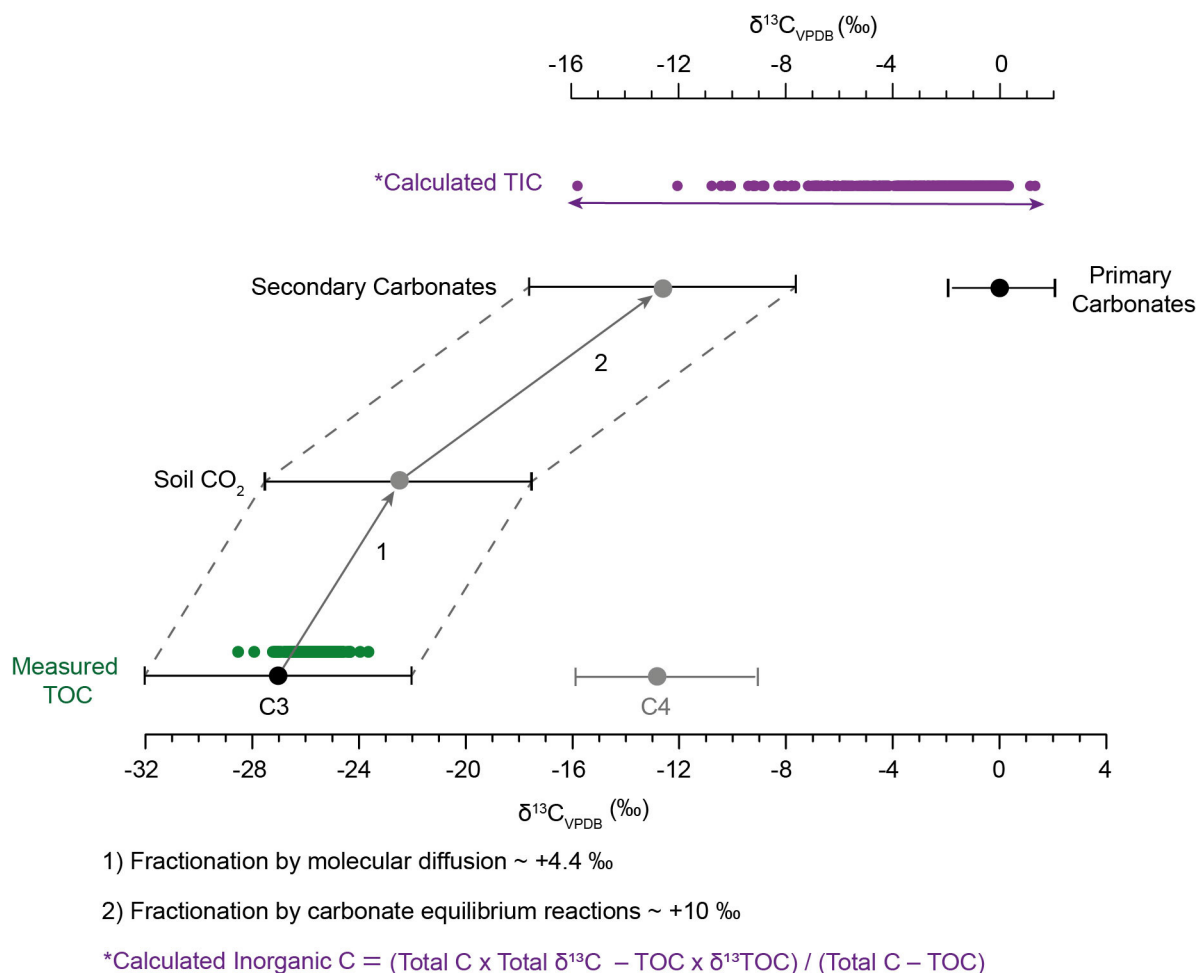 δ¹³C_VPDB (‰)
-16 -12 -8 -4 0
*Calculated TIC
Secondary Carbonates
Primary
Carbonates
2
Soil CO₂
1
Measured
TOC
C3
C4
-32 -28 -24 -20 -16 -12 -8 -4 0 4
δ¹³C_VPDB (‰)
1) Fractionation by molecular diffusion ~ +4.4 ‰
2) Fractionation by carbonate equilibrium reactions ~ +10 ‰
*Calculated Inorganic C = (Total C x Total δ¹³C – TOC x δ¹³TOC) / (Total C – TOC)